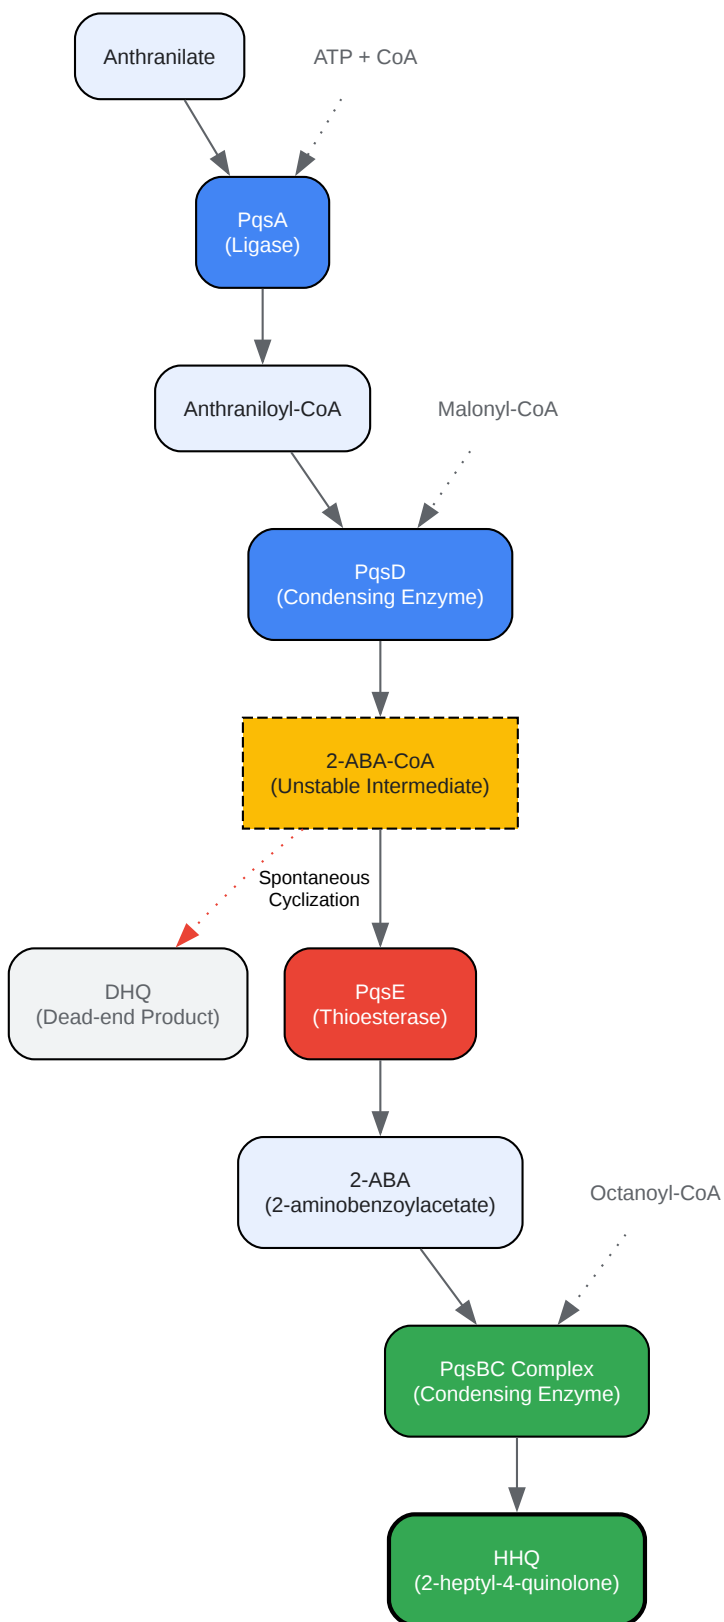 Anthranilate
ATP + CoA
PqsA
(Ligase)
Anthraniloyl-CoA
Malonyl-CoA
PqsD
(Condensing Enzyme)
2-ABA-CoA
(Unstable Intermediate)
Spontaneous
Cyclization
DHQ
(Dead-end Product)
PqsE
(Thioesterase)
2-ABA
(2-aminobenzoylacetate)
Octanoyl-CoA
PqsBC Complex
(Condensing Enzyme)
HHQ
(2-heptyl-4-quinolone)